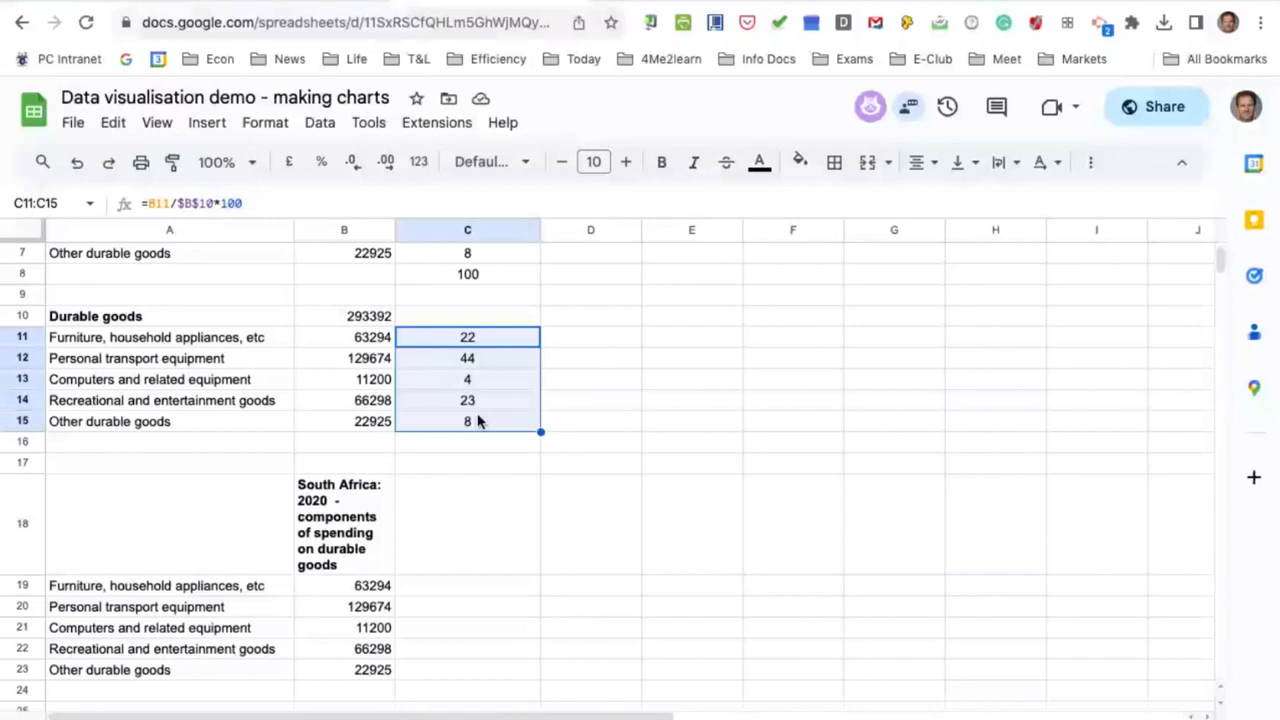 docs.google.com/spreadsheets/d/11SxRSCfQHLm5GhWjMQy...
PC Intranet Econ News Life T&L Efficiency Today 4Me2learn Info Docs Exams E-Club Meet Markets All Bookmarks
Data visualisation demo - making charts
Share
File Edit View Insert Format Data Tools Extensions Help
100% £ % .0 .00 123 Defaul... 10 B I A
C11:C15 fx =B11/$B$10*100
A B C D E F G H I J
7 Other durable goods 22925 8
8 100
9
10 Durable goods 293392
11 Furniture, household appliances, etc 63294 22
12 Personal transport equipment 129674 44
13 Computers and related equipment 11200 4
14 Recreational and entertainment goods 66298 23
15 Other durable goods 22925 8
16
17
South Africa:
2020 -
components
18 of spending
on durable
goods
19 Furniture, household appliances, etc 63294
20 Personal transport equipment 129674
21 Computers and related equipment 11200
22 Recreational and entertainment goods 66298
23 Other durable goods 22925
24